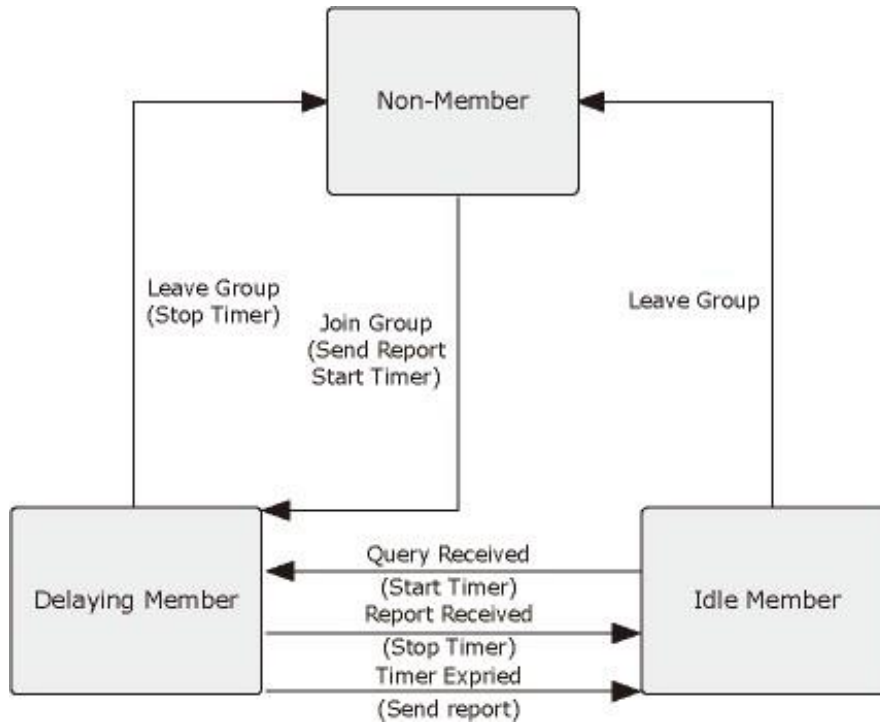 Non-Member
Leave Group
(Stop Timer)
Join Group
(Send Report
Start Timer)
Leave Group
Delaying Member
Query Received
(Start Timer)
Report Received
(Stop Timer)
Timer Expried
(Send report)
Idle Member